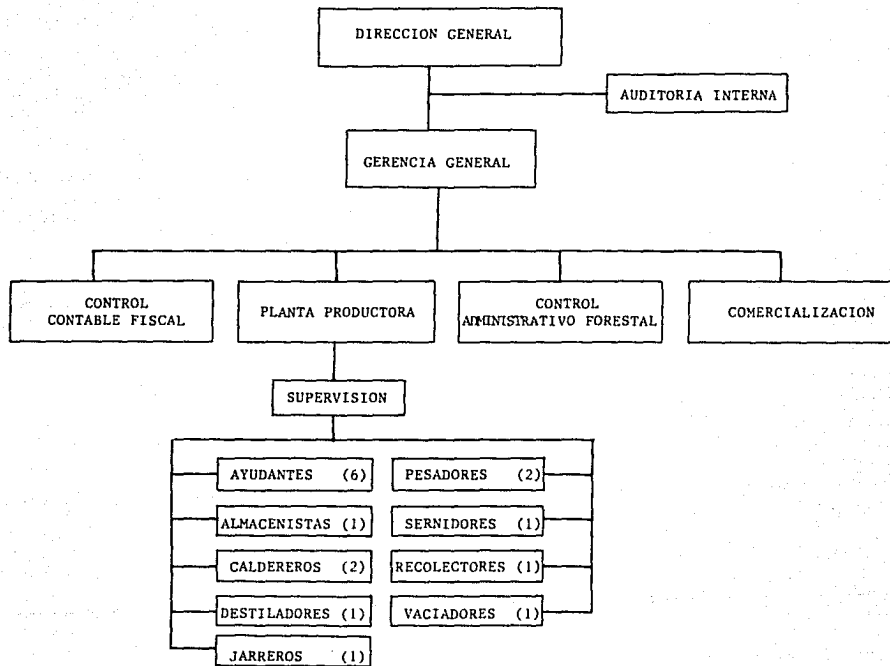 DIRECCION GENERAL
AUDITORIA INTERNA
GERENCIA GENERAL
CONTROL
CONTABLE FISCAL
PLANTA PRODUCTORA
CONTROL
ADMINISTRATIVO FORESTAL
COMERCIALIZACION
SUPERVISION
AYUDANTES (6)
PESADORES (2)
ALMACENISTAS (1)
SERNIDORES (1)
CALDEREROS (2)
RECOLECTORES (1)
DESTILADORES (1)
VACIADORES (1)
JARREROS (1)